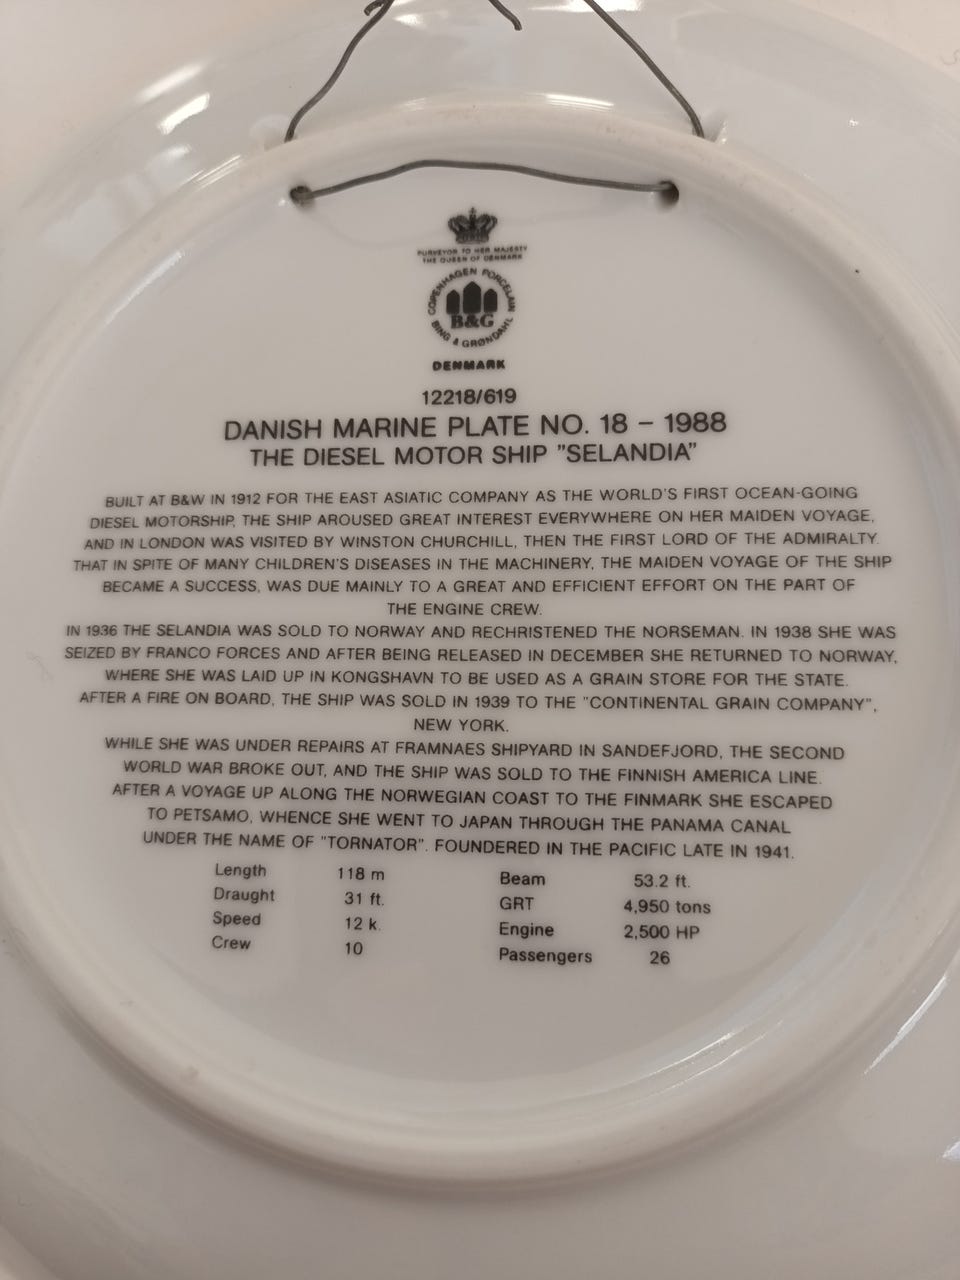 PURVEYOR TO HER MAJESTY
THE QUEEN OF DENMARK
COPENHAGEN PORCELAIN
B&G
BING & GRØNDAHL
DENMARK
12218/619
DANISH MARINE PLATE NO. 18 – 1988
THE DIESEL MOTOR SHIP "SELANDIA"
BUILT AT B&W IN 1912 FOR THE EAST ASIATIC COMPANY AS THE WORLD'S FIRST OCEAN-GOING
DIESEL MOTORSHIP, THE SHIP AROUSED GREAT INTEREST EVERYWHERE ON HER MAIDEN VOYAGE,
AND IN LONDON WAS VISITED BY WINSTON CHURCHILL, THEN THE FIRST LORD OF THE ADMIRALTY.
THAT IN SPITE OF MANY CHILDREN'S DISEASES IN THE MACHINERY, THE MAIDEN VOYAGE OF THE SHIP
BECAME A SUCCESS, WAS DUE MAINLY TO A GREAT AND EFFICIENT EFFORT ON THE PART OF
THE ENGINE CREW.
IN 1936 THE SELANDIA WAS SOLD TO NORWAY AND RECHRISTENED THE NORSEMAN. IN 1938 SHE WAS
SEIZED BY FRANCO FORCES AND AFTER BEING RELEASED IN DECEMBER SHE RETURNED TO NORWAY,
WHERE SHE WAS LAID UP IN KONGSHAVN TO BE USED AS A GRAIN STORE FOR THE STATE.
AFTER A FIRE ON BOARD, THE SHIP WAS SOLD IN 1939 TO THE "CONTINENTAL GRAIN COMPANY",
NEW YORK.
WHILE SHE WAS UNDER REPAIRS AT FRAMNAES SHIPYARD IN SANDEFJORD, THE SECOND
WORLD WAR BROKE OUT, AND THE SHIP WAS SOLD TO THE FINNISH AMERICA LINE.
AFTER A VOYAGE UP ALONG THE NORWEGIAN COAST TO THE FINMARK SHE ESCAPED
TO PETSAMO, WHENCE SHE WENT TO JAPAN THROUGH THE PANAMA CANAL
UNDER THE NAME OF "TORNATOR". FOUNDERED IN THE PACIFIC LATE IN 1941.
Length 118 m Beam 53.2 ft.
Draught 31 ft. GRT 4,950 tons
Speed 12 k. Engine 2,500 HP
Crew 10 Passengers 26